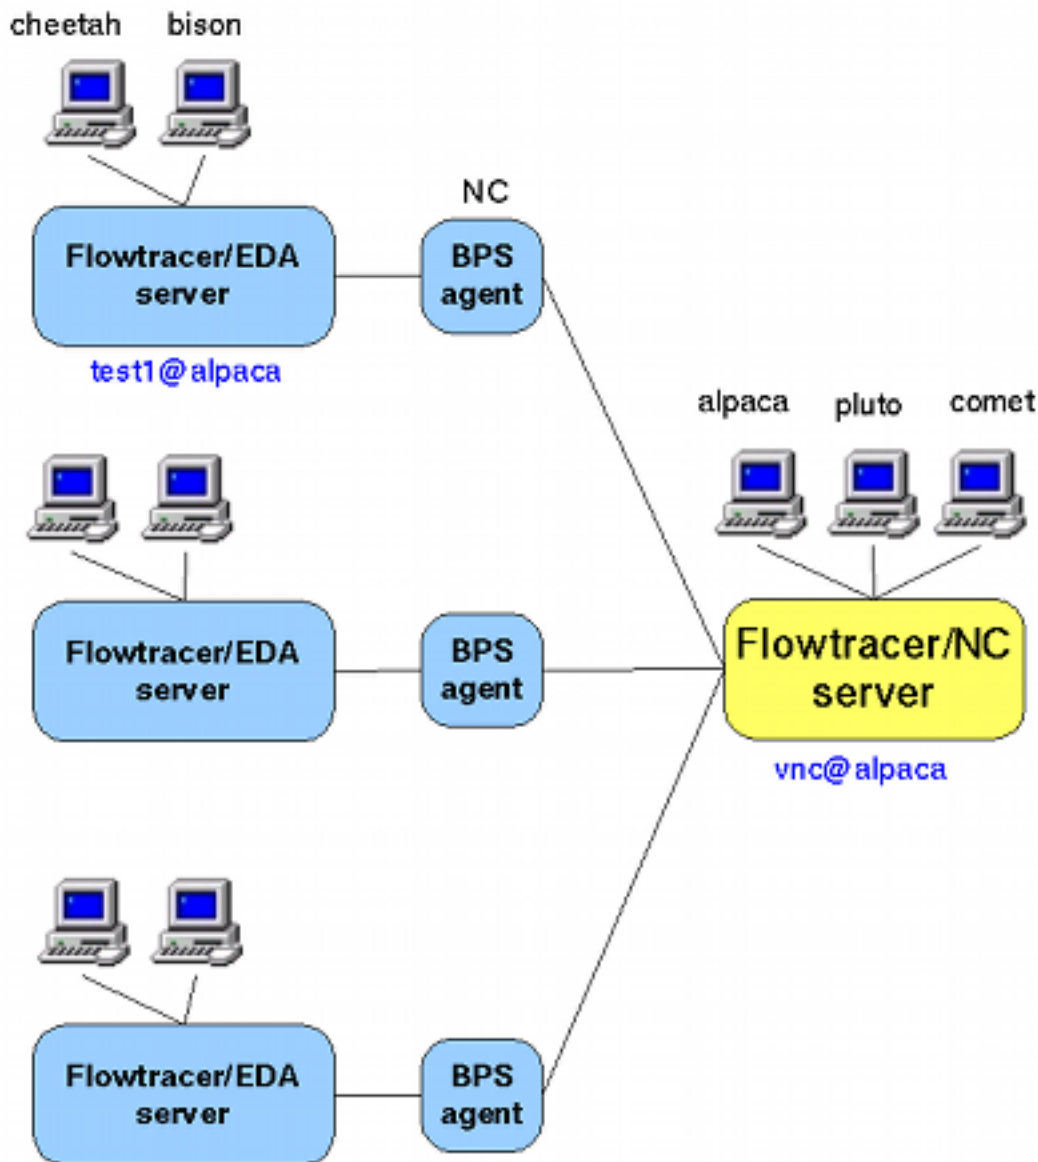 cheetah bison
NC
Flowtracer/EDA
server
BPS
agent
test1@alpaca
alpaca pluto comet
Flowtracer/EDA
server
BPS
agent
Flowtracer/NC
server
vnc@alpaca
Flowtracer/EDA
server
BPS
agent